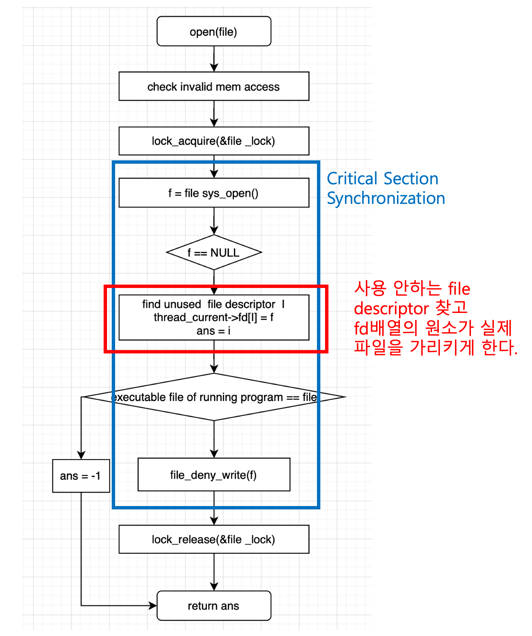 open(file)
check invalid mem access
lock_acquire(&file _lock)
Critical Section
Synchronization
f = file sys_open()
f == NULL
find unused  file descriptor  I
thread_current->fd[I] = f
ans = i
사용 안하는 file
descriptor 찾고
fd배열의 원소가 실제
파일을 가리키게 한다.
executable file of running program == file
ans = -1
file_deny_write(f)
lock_release(&file _lock)
return ans